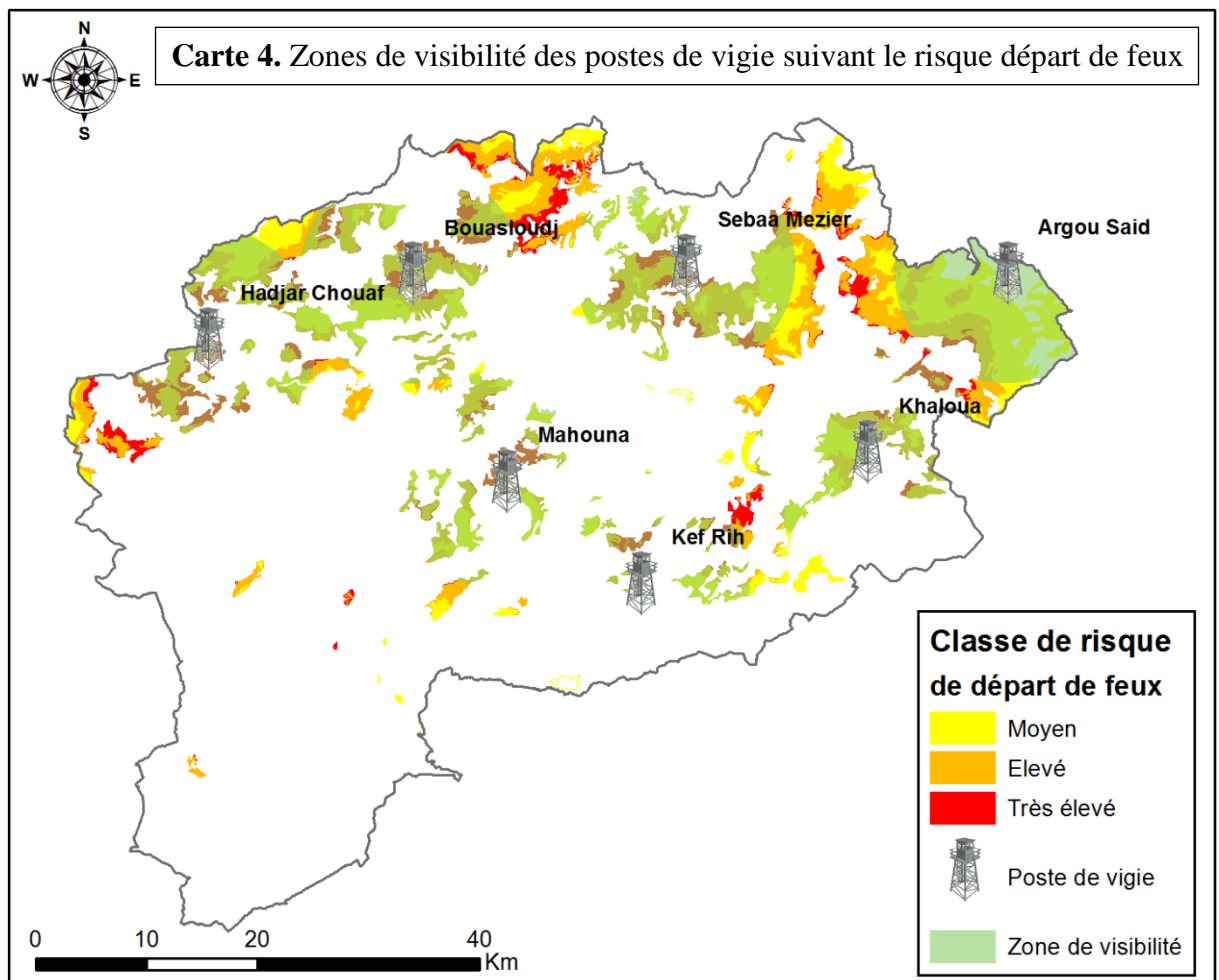 N
W E
S
Carte 4. Zones de visibilité des postes de vigie suivant le risque départ de feux
Bouasloudj
Sebaa Mezier
Argou Said
Hadjar Chouaf
Khaloua
Mahouna
Kef Rih
Classe de risque
de départ de feux
Moyen
Elevé
Très élevé
Poste de vigie
Zone de visibilité
0 10 20 40
Km